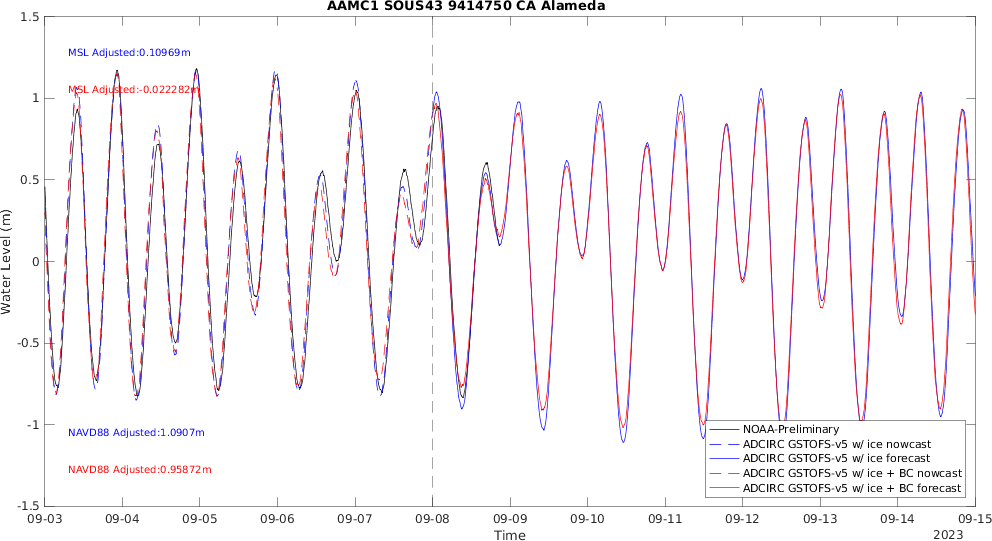 AAMC1 SOUS43 9414750 CA Alameda
1.5
1
0.5
0
-0.5
-1
-1.5
Water Level (m)
MSL Adjusted:0.10969m
MSL Adjusted:-0.022282m
NAVD88 Adjusted:1.0907m
NAVD88 Adjusted:0.95872m
NOAA-Preliminary
ADCIRC GSTOFS-v5 w/ ice nowcast
ADCIRC GSTOFS-v5 w/ ice forecast
ADCIRC GSTOFS-v5 w/ ice + BC nowcast
ADCIRC GSTOFS-v5 w/ ice + BC forecast
09-03 09-04 09-05 09-06 09-07 09-08 09-09 09-10 09-11 09-12 09-13 09-14 09-15
Time
2023